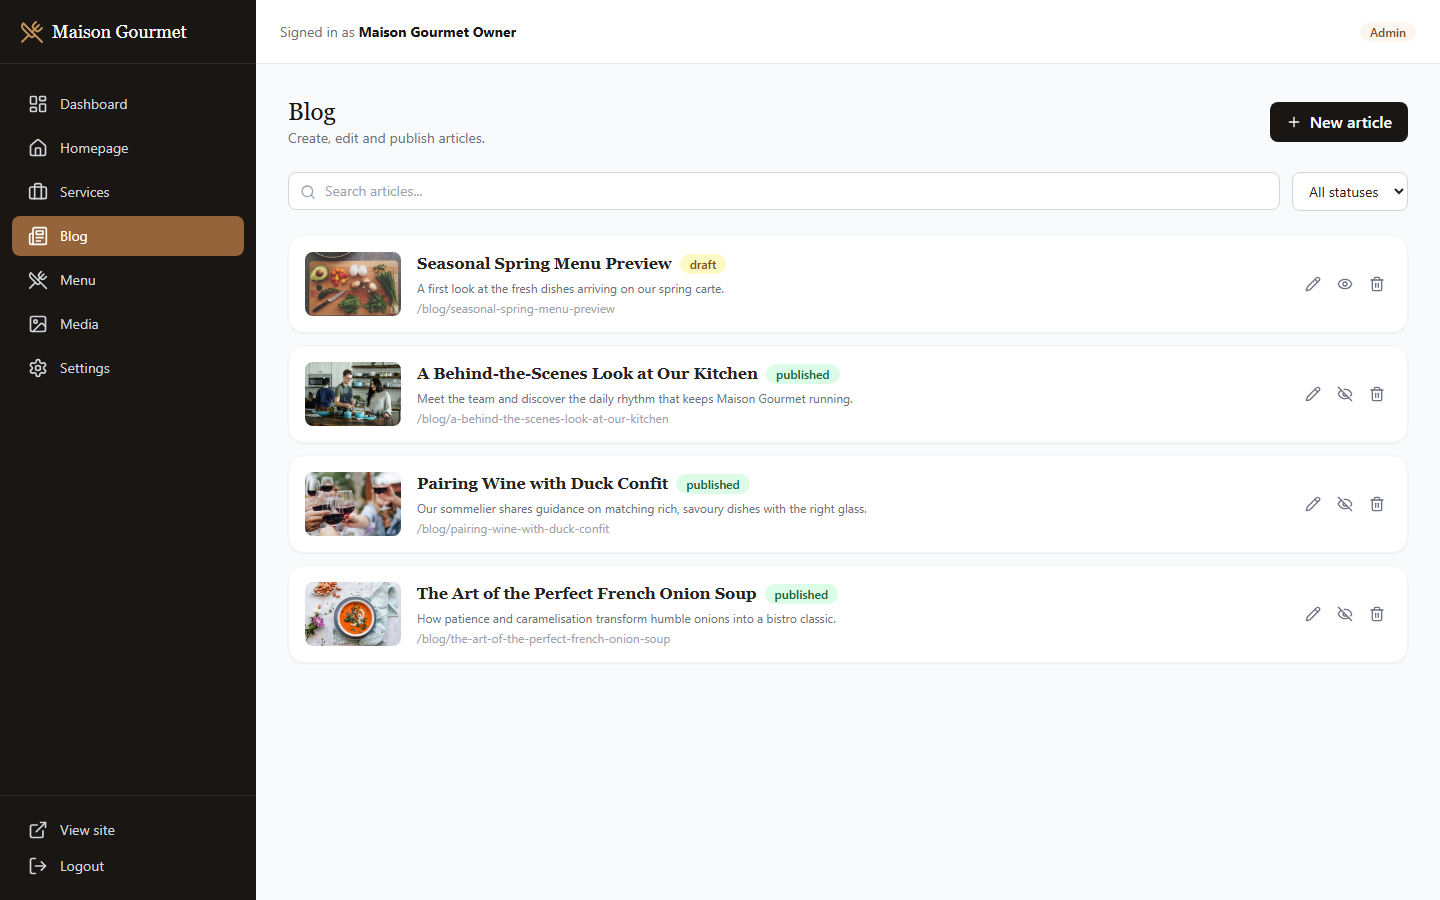 Maison Gourmet
Signed in as Maison Gourmet Owner
Admin
Dashboard
Homepage
Services
Blog
Menu
Media
Settings
View site
Logout
Blog
Create, edit and publish articles.
New article
Search articles...
All statuses
Seasonal Spring Menu Preview draft
A first look at the fresh dishes arriving on our spring carte.
/blog/seasonal-spring-menu-preview
A Behind-the-Scenes Look at Our Kitchen published
Meet the team and discover the daily rhythm that keeps Maison Gourmet running.
/blog/a-behind-the-scenes-look-at-our-kitchen
Pairing Wine with Duck Confit published
Our sommelier shares guidance on matching rich, savoury dishes with the right glass.
/blog/pairing-wine-with-duck-confit
The Art of the Perfect French Onion Soup published
How patience and caramelisation transform humble onions into a bistro classic.
/blog/the-art-of-the-perfect-french-onion-soup